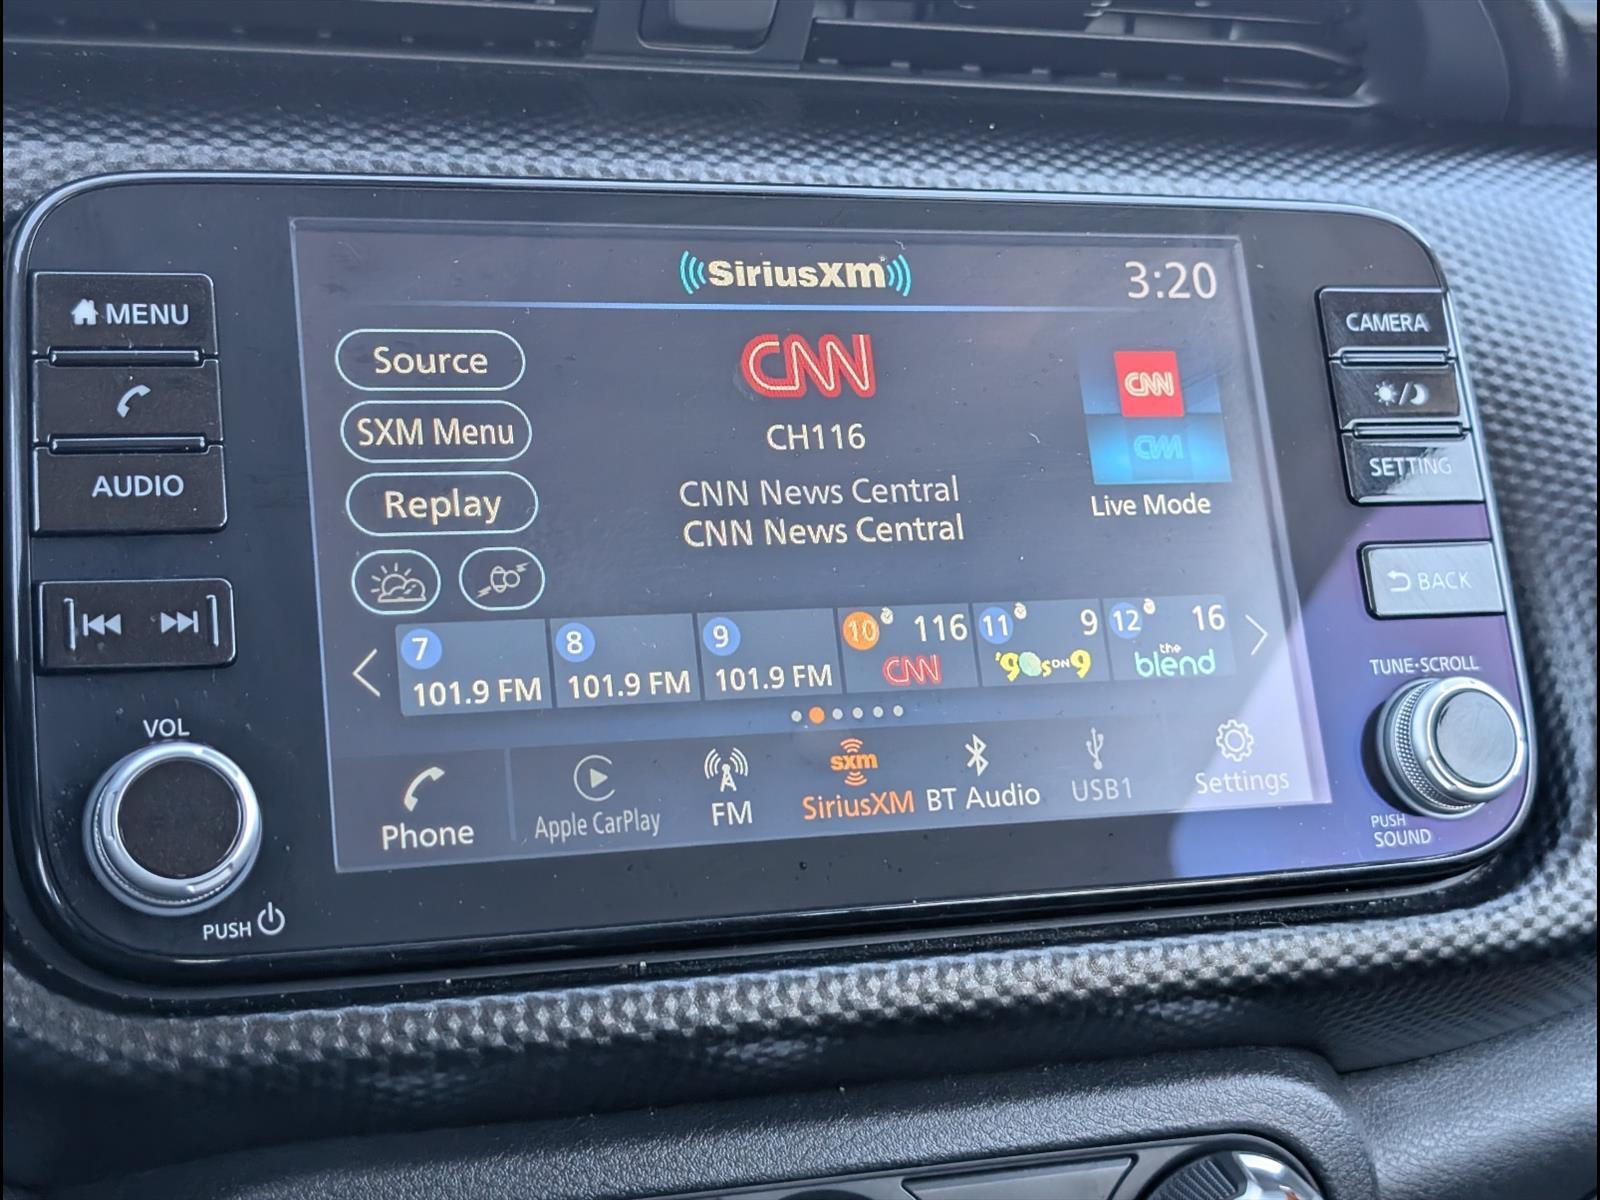 SiriusXM
3:20
MENU
AUDIO
VOL
PUSH
Source
SXM Menu
Replay
CNN
CH116
CNN News Central
CNN News Central
CNN
CNN
Live Mode
7
101.9 FM
8
101.9 FM
9
101.9 FM
10 116
CNN
11 9
'90s ON 9
12 16
the
blend
Phone
Apple CarPlay
FM
sxm
SiriusXM
BT Audio
USB1
Settings
CAMERA
SETTING
BACK
TUNE·SCROLL
PUSH
SOUND